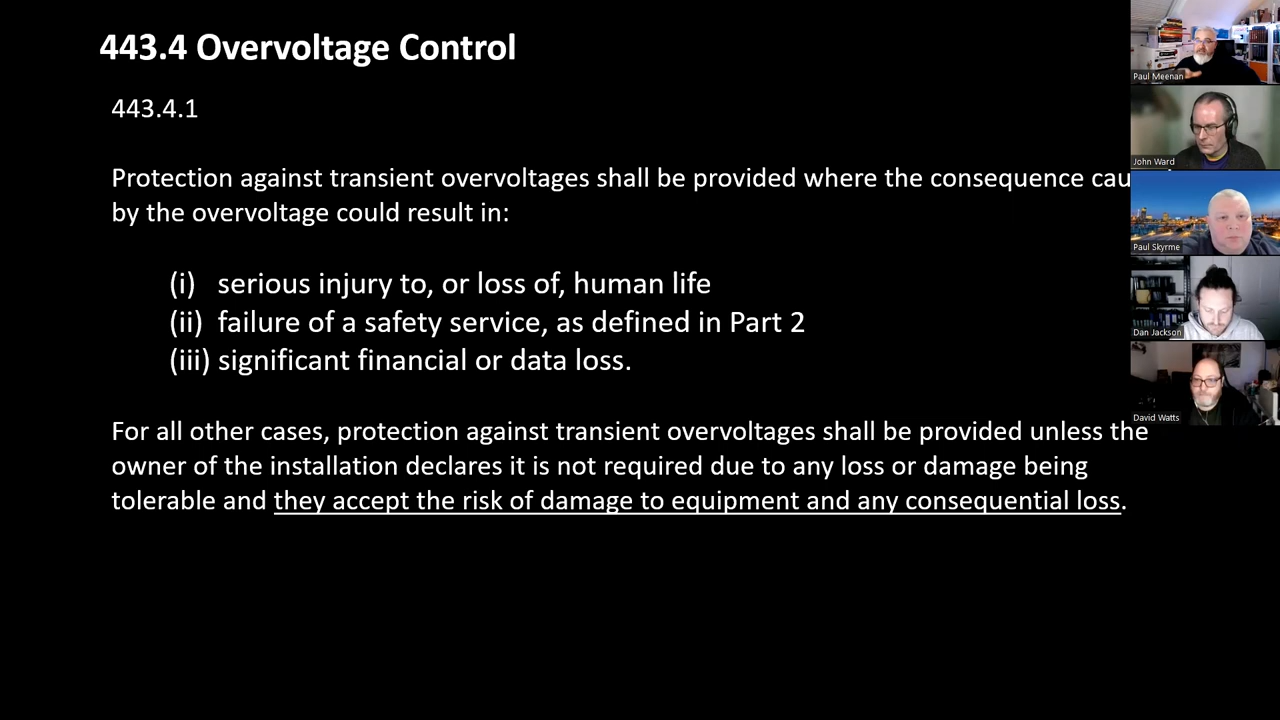 443.4 Overvoltage Control
443.4.1
Protection against transient overvoltages shall be provided where the consequence
by the overvoltage could result in:
(i) serious injury to, or loss of, human life
(ii) failure of a safety service, as defined in Part 2
(iii) significant financial or data loss.
For all other cases, protection against transient overvoltages shall be provided unless the
owner of the installation declares it is not required due to any loss or damage being
tolerable and they accept the risk of damage to equipment and any consequential loss.
Paul Meenan
John Ward
Paul Skyrme
Dan Jackson
David Watts